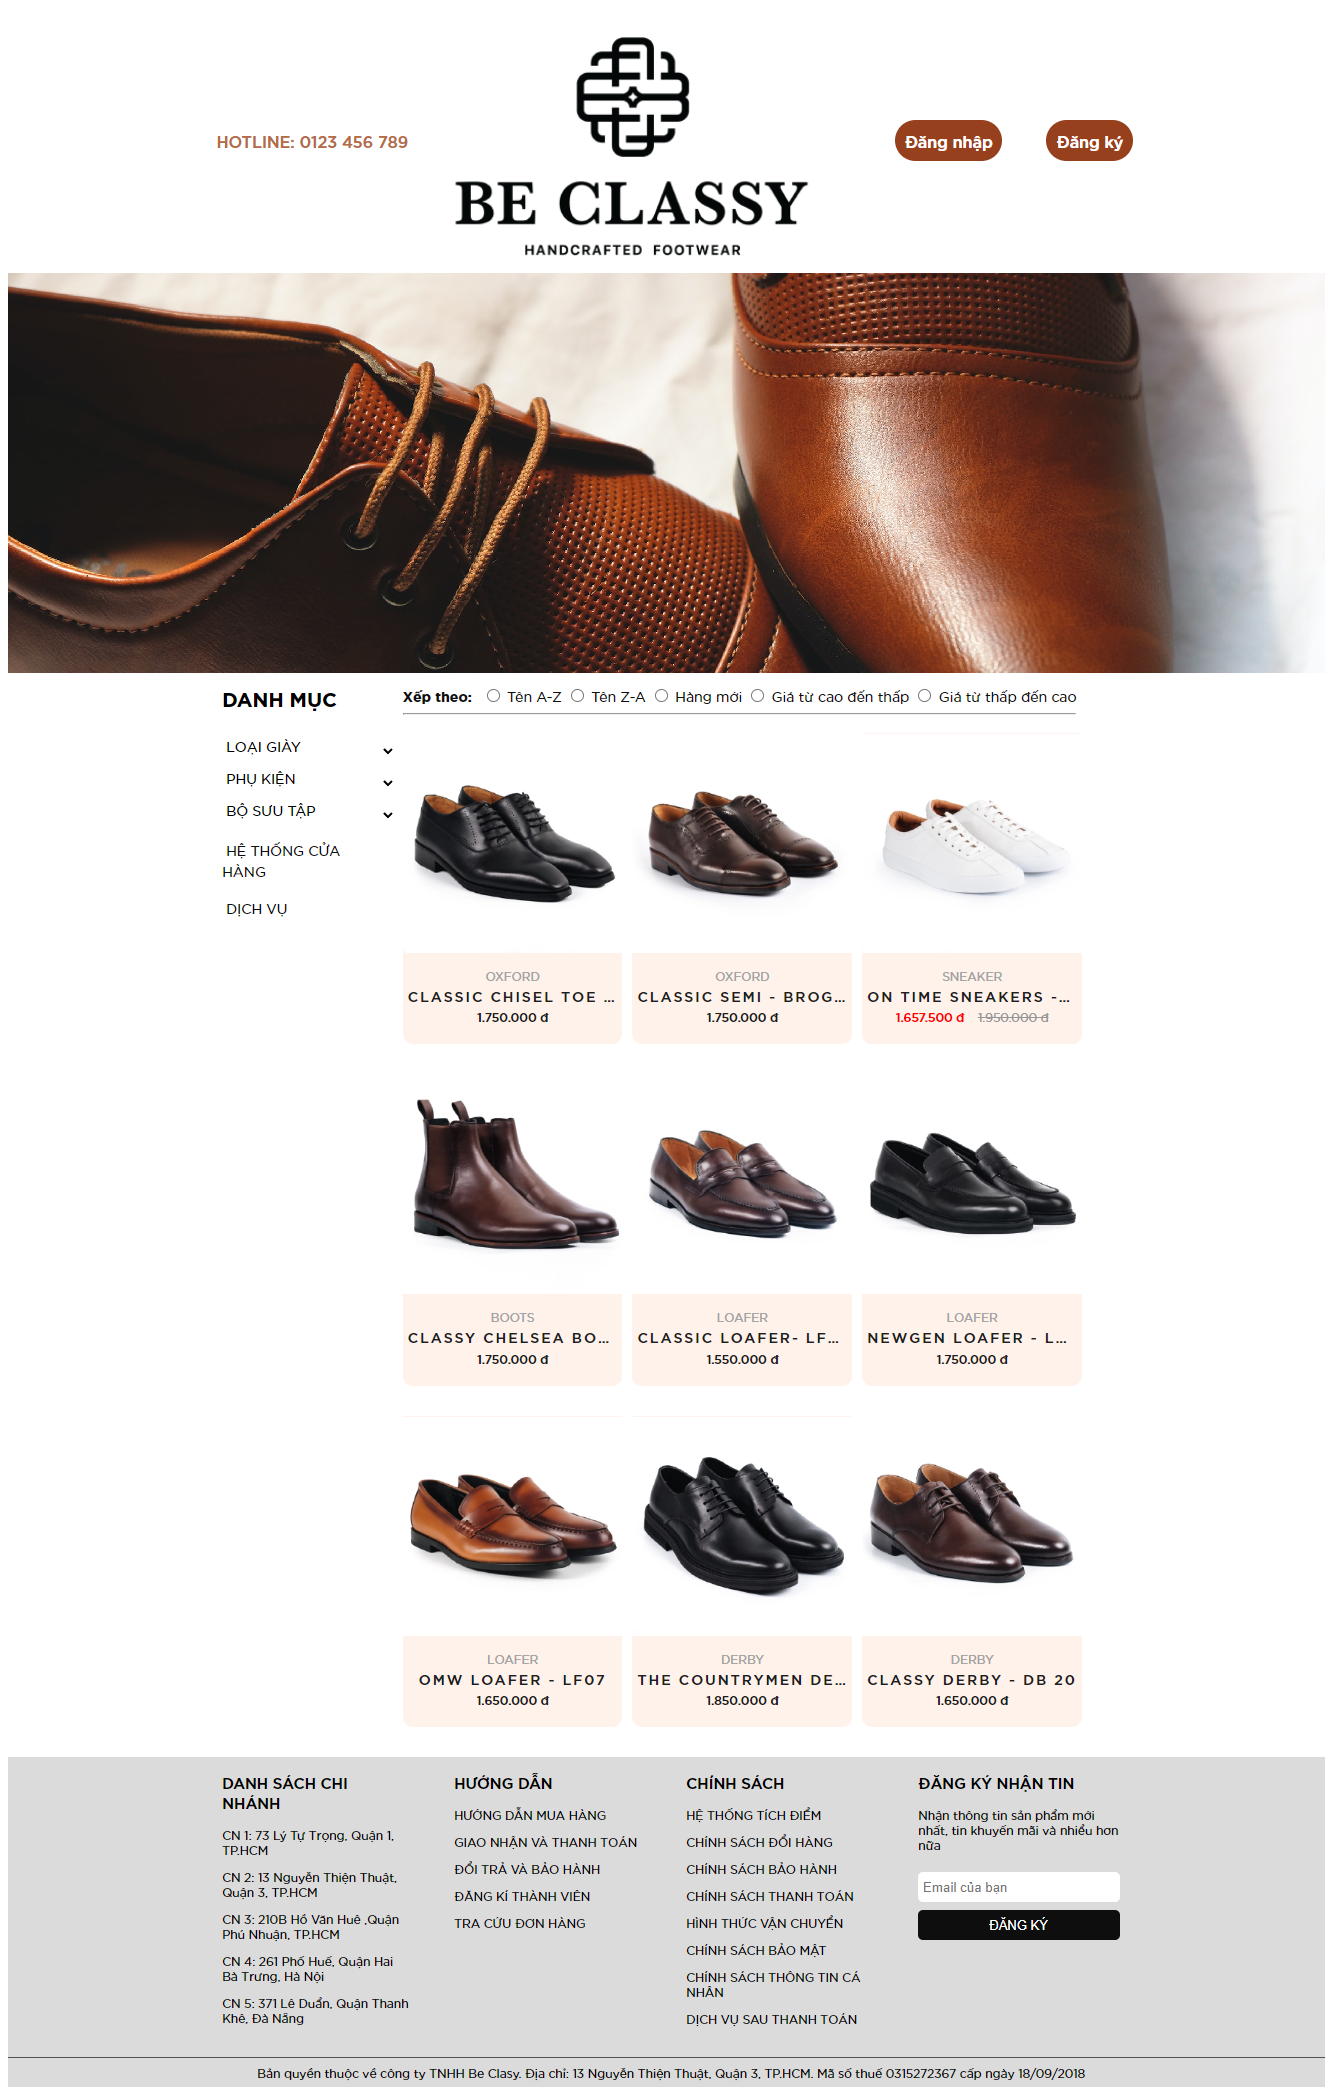 HOTLINE: 0123 456 789
BE CLASSY
HANDCRAFTED FOOTWEAR
Đăng nhập
Đăng ký
DANH MỤC
LOẠI GIÀY
PHỤ KIỆN
BỘ SƯU TẬP
HỆ THỐNG CỬA
HÀNG
DỊCH VỤ
Xếp theo: Tên A-Z Tên Z-A Hàng mới Giá từ cao đến thấp Giá từ thấp đến cao
OXFORD
CLASSIC CHISEL TOE ...
1.750.000 đ
OXFORD
CLASSIC SEMI - BROG...
1.750.000 đ
SNEAKER
ON TIME SNEAKERS -...
1.657.500 đ 1.950.000 đ
BOOTS
CLASSY CHELSEA BO...
1.750.000 đ
LOAFER
CLASSIC LOAFER- LF...
1.550.000 đ
LOAFER
NEWGEN LOAFER - L...
1.750.000 đ
LOAFER
OMW LOAFER - LF07
1.650.000 đ
DERBY
THE COUNTRYMEN DE...
1.850.000 đ
DERBY
CLASSY DERBY - DB 20
1.650.000 đ
DANH SÁCH CHI
NHÁNH
CN 1: 73 Lý Tự Trọng, Quận 1,
TP.HCM
CN 2: 13 Nguyễn Thiện Thuật,
Quận 3, TP.HCM
CN 3: 210B Hồ Văn Huê ,Quận
Phú Nhuận, TP.HCM
CN 4: 261 Phố Huế, Quận Hai
Bà Trưng, Hà Nội
CN 5: 371 Lê Duẩn, Quận Thanh
Khê, Đà Nẵng
HƯỚNG DẪN
HƯỚNG DẪN MUA HÀNG
GIAO NHẬN VÀ THANH TOÁN
ĐỔI TRẢ VÀ BẢO HÀNH
ĐĂNG KÍ THÀNH VIÊN
TRA CỨU ĐƠN HÀNG
CHÍNH SÁCH
HỆ THỐNG TÍCH ĐIỂM
CHÍNH SÁCH ĐỔI HÀNG
CHÍNH SÁCH BẢO HÀNH
CHÍNH SÁCH THANH TOÁN
HÌNH THỨC VẬN CHUYỂN
CHÍNH SÁCH BẢO MẬT
CHÍNH SÁCH THÔNG TIN CÁ
NHÂN
DỊCH VỤ SAU THANH TOÁN
ĐĂNG KÝ NHẬN TIN
Nhận thông tin sản phẩm mới
nhất, tin khuyến mãi và nhiều hơn
nữa
Email của bạn
ĐĂNG KÝ
Bản quyền thuộc về công ty TNHH Be Clasy. Địa chỉ: 13 Nguyễn Thiện Thuật, Quận 3, TP.HCM. Mã số thuế 0315272367 cấp ngày 18/09/2018